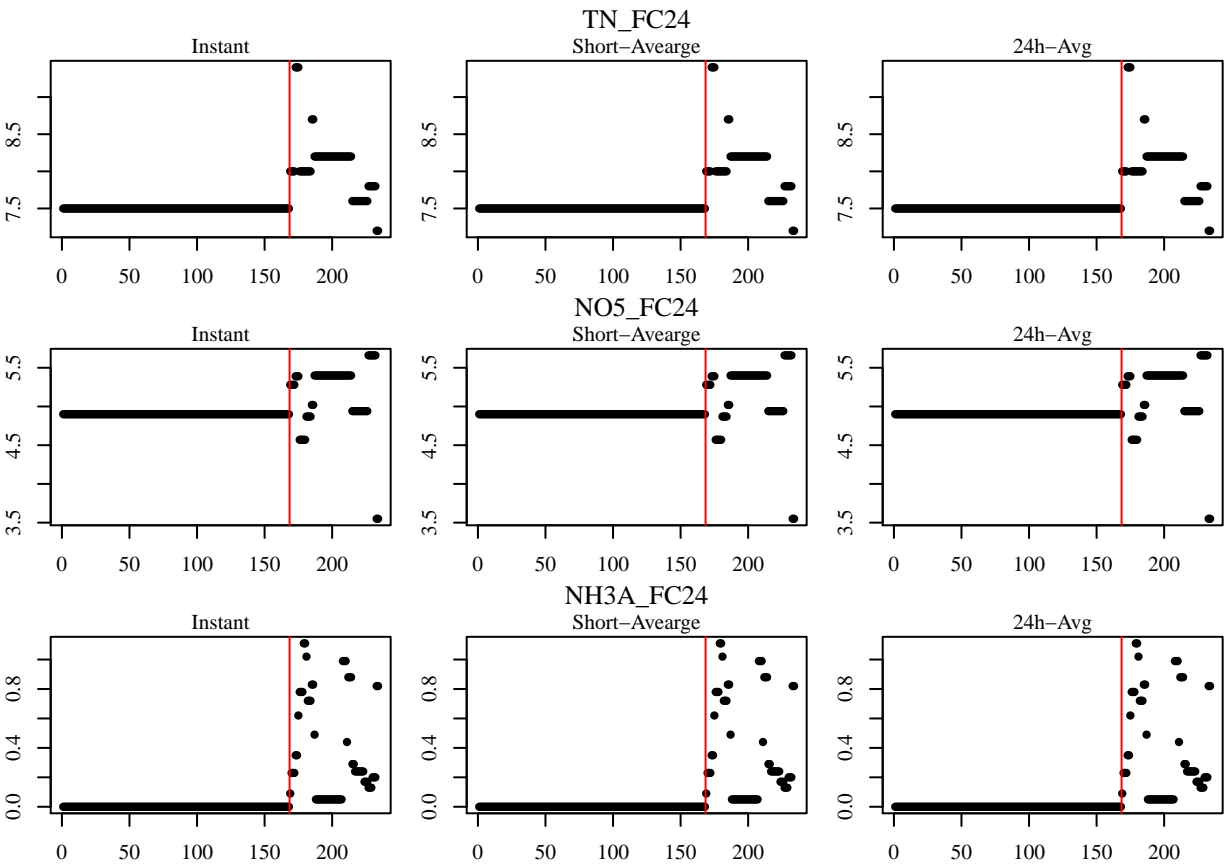 TN_FC24
Instant Short−Avearge 24h−Avg
8.5 8.5 8.5
7.5 7.5 7.5
0 50 100 150 200 0 50 100 150 200 0 50 100 150 200
NO5_FC24
Instant Short−Avearge 24h−Avg
5.5 5.5 5.5
4.5 4.5 4.5
3.5 3.5 3.5
0 50 100 150 200 0 50 100 150 200 0 50 100 150 200
NH3A_FC24
Instant Short−Avearge 24h−Avg
0.8 0.8 0.8
0.4 0.4 0.4
0.0 0.0 0.0
0 50 100 150 200 0 50 100 150 200 0 50 100 150 200